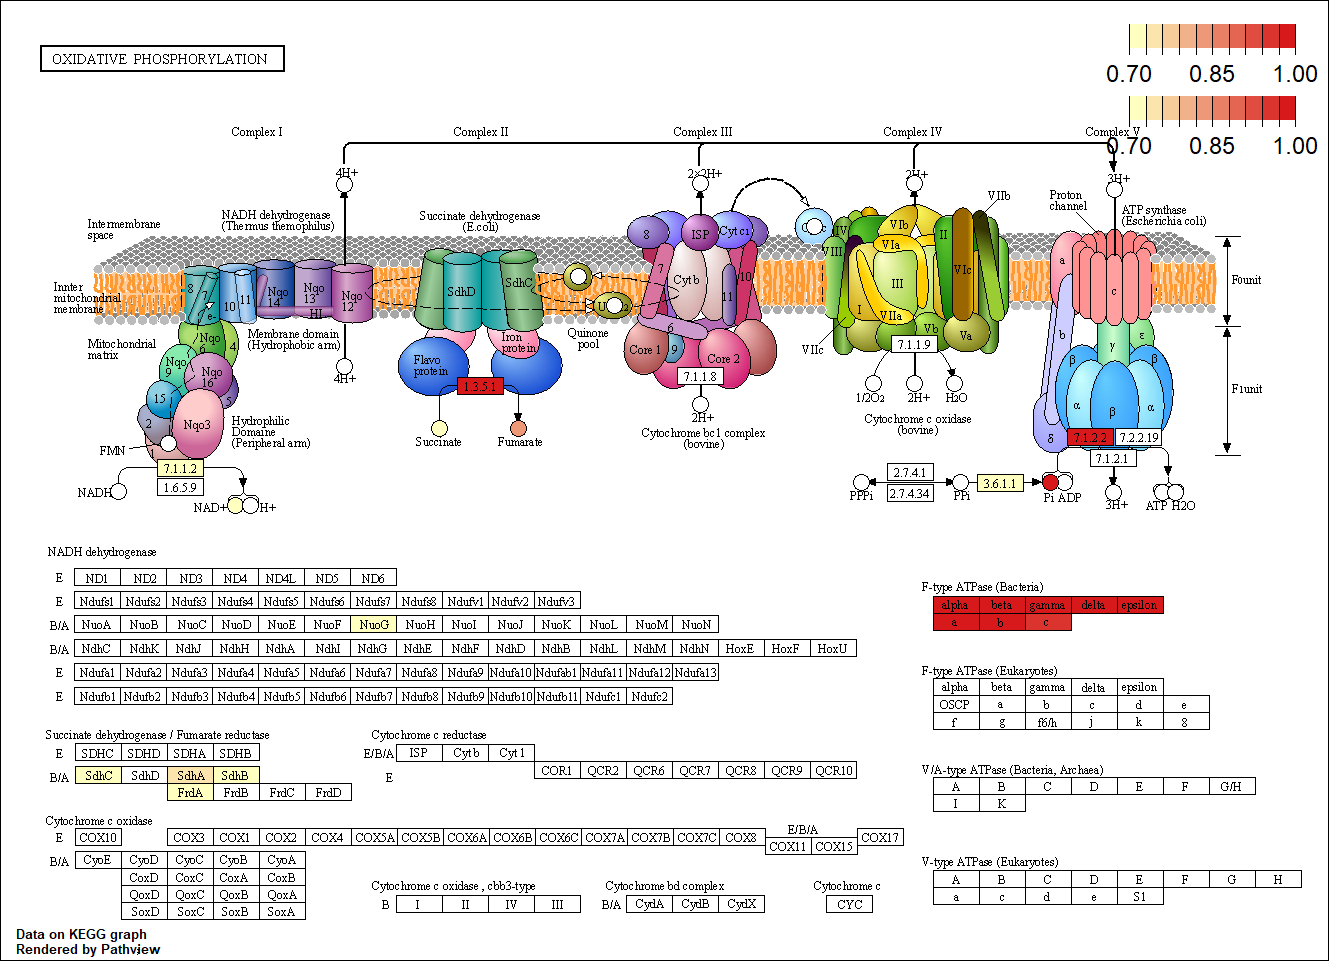 OXIDATIVE PHOSPHORYLATION
0.70 0.85 1.00
0.70 0.85 1.00
Complex I
Complex II
Complex III
Complex IV
Complex V
4H+
2×2H+
2H+
3H+
Intermembrane
space
NADH dehydrogenase
(Thermus themophilus)
Succinate dehydrogenase
(E.coli)
Proton
channel
ATP synthase
(Escherichia coli)
Innter
mitochondrial
membrane
Mitochondrial
matrix
8
7
10
11
Nqo
14
Nqo
13
Nqo
12
Hl
Nqo
6
4
Nqo
9
Nqo
16
15
5
2
Nqo3
1
FMN
Membrane domain
(Hydrophobic arm)
Hydrophilic
Domaine
(Peripheral arm)
4H+
7.1.1.2
1.6.5.9
NADH
NAD+
H+
SdhD
SdhC
Flavo
protein
Iron
protein
1.3.5.1
Succinate
Fumarate
Quinone
pool
8
ISP
Cytc1
7
Cytb
10
11
6
9
Core 1
Core 2
7.1.1.8
2H+
Cytochrome bc1 complex
(bovine)
IV
VIb
II
VIIb
VIII
VIa
VIc
III
I
VIIa
Vb
Va
VIIc
7.1.1.9
1/2O2
2H+
H2O
Cytochrome c oxidase
(bovine)
a
c
b
γ
ε
β
β
α
β
α
δ
F0unit
F1unit
7.1.2.2
7.2.2.19
7.1.2.1
PPPi
2.7.4.1
2.7.4.34
PPi
3.6.1.1
Pi ADP
3H+
ATP H2O
NADH dehydrogenase
E ND1 ND2 ND3 ND4 ND4L ND5 ND6
E Ndufs1 Ndufs2 Ndufs3 Ndufs4 Ndufs5 Ndufs6 Ndufs7 Ndufs8 Ndufv1 Ndufv2 Ndufv3
B/A NuoA NuoB NuoC NuoD NuoE NuoF NuoG NuoH NuoI NuoJ NuoK NuoL NuoM NuoN
B/A NdhC NdhK NdhJ NdhH NdhA NdhI NdhG NdhE NdhF NdhD NdhB NdhL NdhM NdhN HoxE HoxF HoxU
E Ndufa1 Ndufa2 Ndufa3 Ndufa4 Ndufa5 Ndufa6 Ndufa7 Ndufa8 Ndufa9 Ndufa10 Ndufab1 Ndufa11 Ndufa12 Ndufa13
E Ndufb1 Ndufb2 Ndufb3 Ndufb4 Ndufb5 Ndufb6 Ndufb7 Ndufb8 Ndufb9 Ndufb10 Ndufb11 Ndufc1 Ndufc2
Succinate dehydrogenase / Fumarate reductase
E SDHC SDHD SDHA SDHB
B/A SdhC SdhD SdhA SdhB
FrdA FrdB FrdC FrdD
Cytochrome c reductase
E/B/A ISP Cytb Cyt1
E COR1 QCR2 QCR6 QCR7 QCR8 QCR9 QCR10
Cytochrome c oxidase
E COX10 COX3 COX1 COX2 COX4 COX5A COX5B COX6A COX6B COX6C COX7A COX7B COX7C COX8 COX17
E/B/A
COX11 COX15
B/A CyoE CyoD CyoC CyoB CyoA
CoxD CoxC CoxA CoxB
QoxD QoxC QoxB QoxA
SoxD SoxC SoxB SoxA
Cytochrome c oxidase , cbb3-type
B I II IV III
Cytochrome bd complex
B/A CydA CydB CydX
Cytochrome c
CYC
F-type ATPase (Bacteria)
alpha beta gamma delta epsilon
a b c
F-type ATPase (Eukaryotes)
alpha beta gamma delta epsilon
OSCP a b c d e
f g f6/h j k 8
V/A-type ATPase (Bacteria, Archaea)
A B C D E F G/H
I K
V-type ATPase (Eukaryotes)
A B C D E F G H
a c d e S1
Data on KEGG graph
Rendered by Pathview